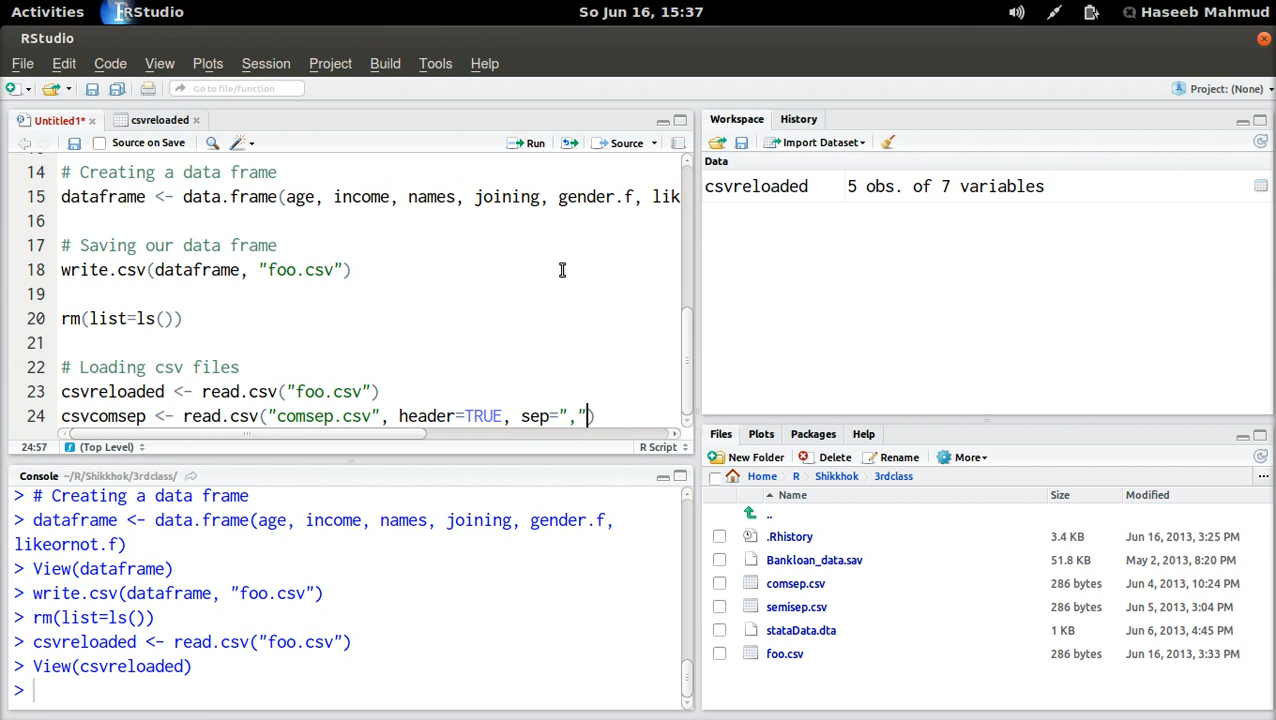 Activities RStudio So Jun 16, 15:37 Haseeb Mahmud
RStudio
File Edit Code View Plots Session Project Build Tools Help
Go to file/function Project: (None)
Untitled1* csvreloaded
Source on Save Run Source
14 # Creating a data frame
15 dataframe <- data.frame(age, income, names, joining, gender.f, lik
16
17 # Saving our data frame
18 write.csv(dataframe, "foo.csv")
19
20 rm(list=ls())
21
22 # Loading csv files
23 csvreloaded <- read.csv("foo.csv")
24 csvcomsep <- read.csv("comsep.csv", header=TRUE, sep=",")
24:57 (Top Level) R Script
Console ~/R/Shikkhok/3rdclass/
> # Creating a data frame
> dataframe <- data.frame(age, income, names, joining, gender.f,
likeornot.f)
> View(dataframe)
> write.csv(dataframe, "foo.csv")
> rm(list=ls())
> csvreloaded <- read.csv("foo.csv")
> View(csvreloaded)
>
Workspace History
Import Dataset
Data
csvreloaded 5 obs. of 7 variables
Files Plots Packages Help
New Folder Delete Rename More
Home R Shikkhok 3rdclass
Name Size Modified
..
.Rhistory 3.4 KB Jun 16, 2013, 3:25 PM
Bankloan_data.sav 51.8 KB May 2, 2013, 8:20 PM
comsep.csv 286 bytes Jun 4, 2013, 10:24 PM
semisep.csv 286 bytes Jun 5, 2013, 3:04 PM
stataData.dta 1 KB Jun 6, 2013, 4:45 PM
foo.csv 286 bytes Jun 16, 2013, 3:33 PM